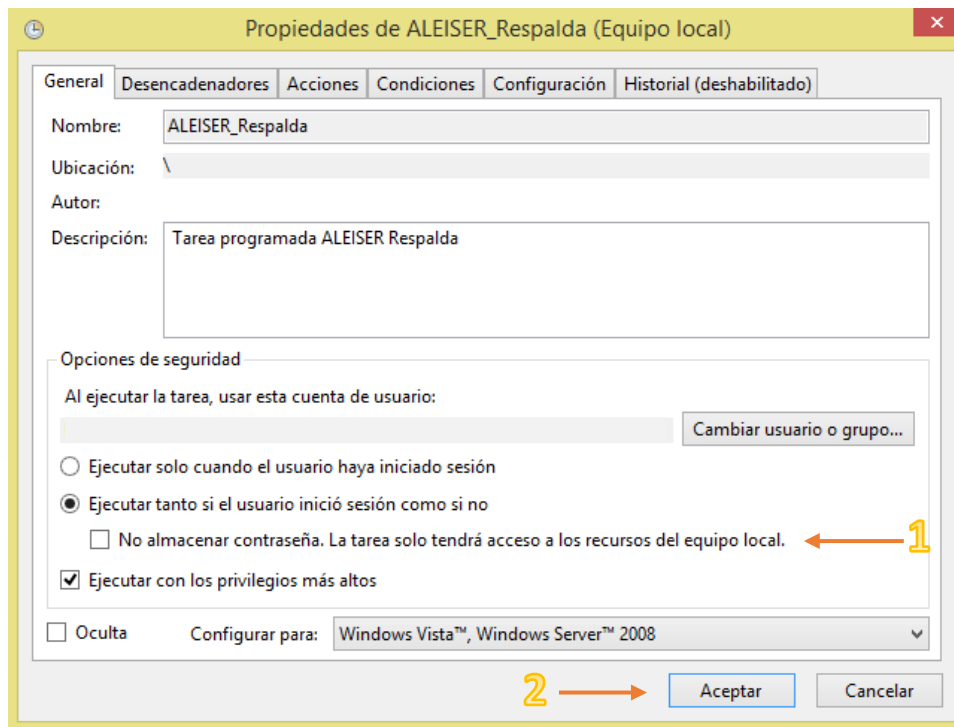 Propiedades de ALEISER_Respalda (Equipo local)
General Desencadenadores Acciones Condiciones Configuración Historial (deshabilitado)
Nombre: ALEISER_Respalda
Ubicación: \
Autor:
Descripción: Tarea programada ALEISER Respalda
Opciones de seguridad
Al ejecutar la tarea, usar esta cuenta de usuario:
Cambiar usuario o grupo...
Ejecutar solo cuando el usuario haya iniciado sesión
Ejecutar tanto si el usuario inició sesión como si no
No almacenar contraseña. La tarea solo tendrá acceso a los recursos del equipo local. 1
Ejecutar con los privilegios más altos
Oculta Configurar para: Windows Vista™, Windows Server™ 2008
2 Aceptar Cancelar